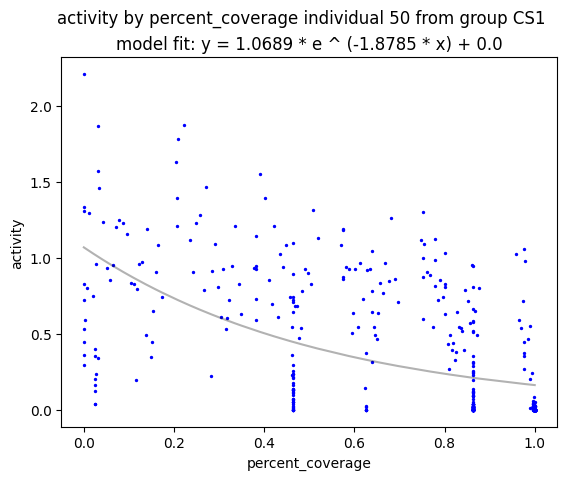 activity by percent_coverage individual 50 from group CS1
model fit: y = 1.0689 * e ^ (-1.8785 * x) + 0.0
2.0
1.5
1.0
0.5
0.0
activity
0.0 0.2 0.4 0.6 0.8 1.0
percent_coverage